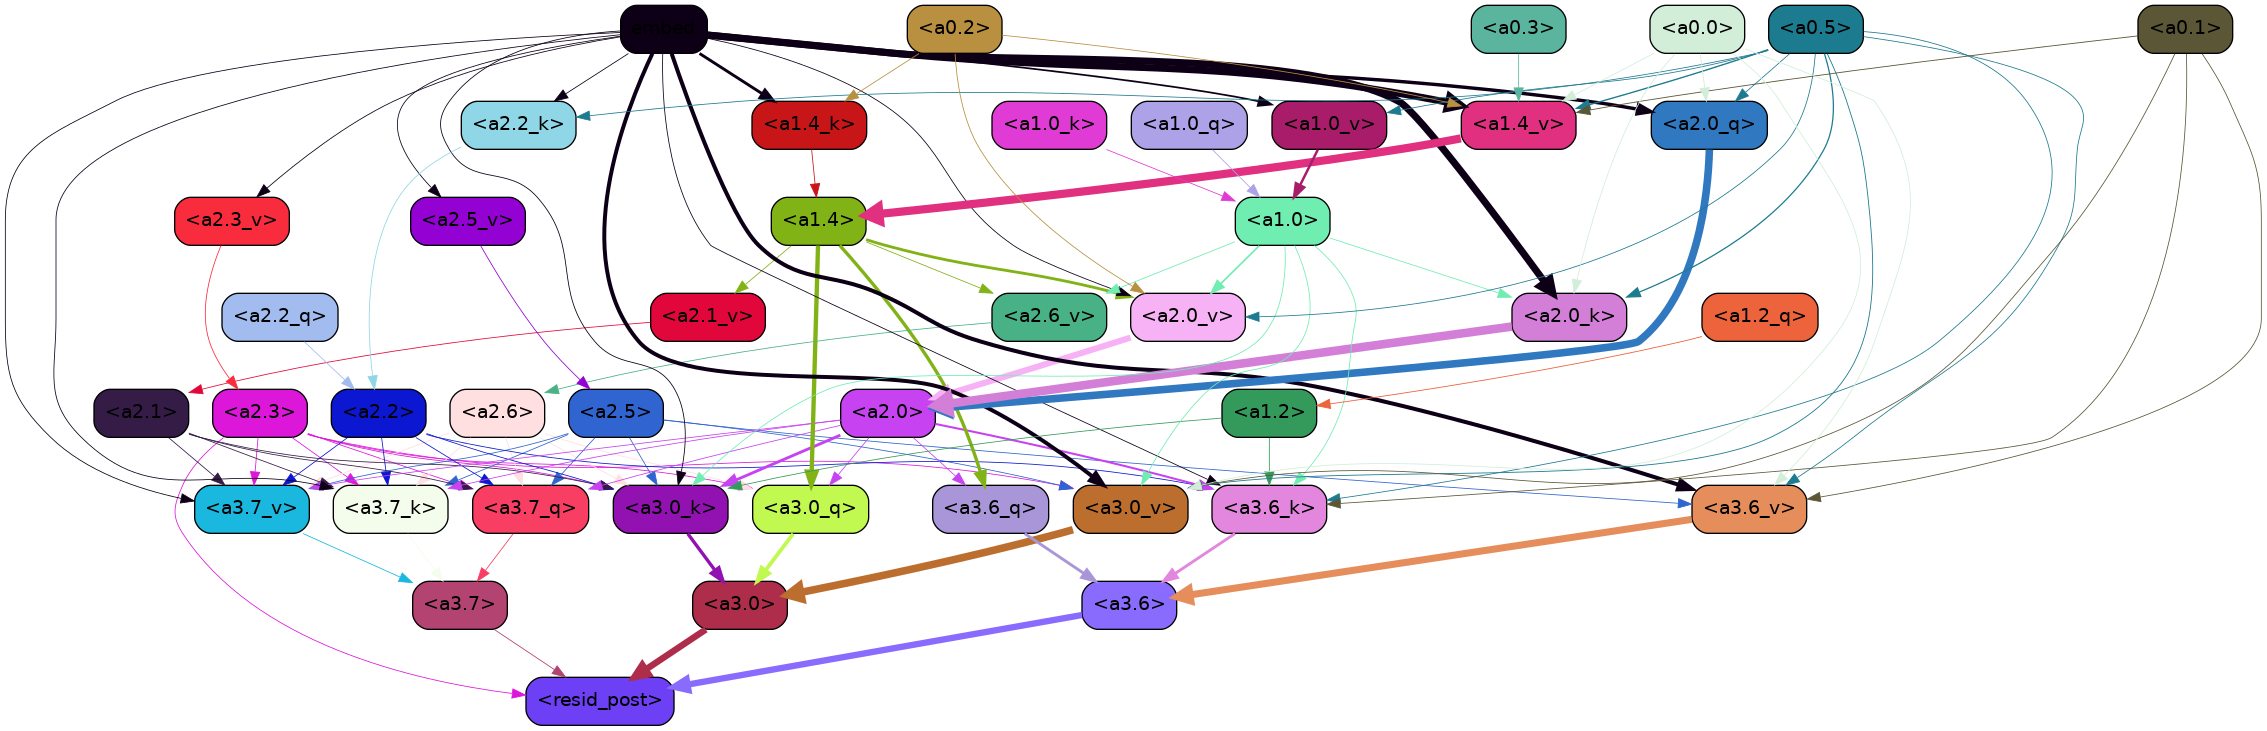 embed
<a0.2>
<a0.3>
<a0.0>
<a0.5>
<a0.1>
<a2.2_k>
<a1.4_k>
<a1.0_k>
<a1.0_q>
<a1.0_v>
<a1.4_v>
<a2.0_q>
<a2.3_v>
<a2.5_v>
<a1.4>
<a1.0>
<a2.2_q>
<a2.1_v>
<a2.6_v>
<a2.0_v>
<a2.0_k>
<a1.2_q>
<a2.1>
<a2.3>
<a2.2>
<a2.6>
<a2.5>
<a2.0>
<a1.2>
<a3.7_v>
<a3.7_k>
<a3.7_q>
<a3.0_k>
<a3.0_q>
<a3.6_q>
<a3.0_v>
<a3.6_k>
<a3.6_v>
<a3.7>
<a3.0>
<a3.6>
<resid_post>